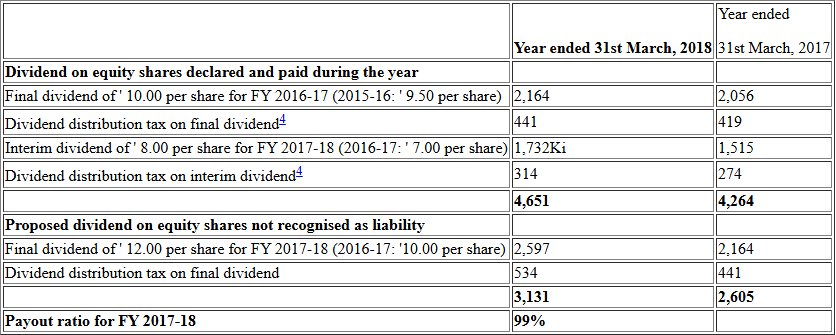 Year ended
Year ended 31st March, 2018 31st March, 2017
Dividend on equity shares declared and paid during the year
Final dividend of ' 10.00 per share for FY 2016-17 (2015-16: ' 9.50 per share) 2,164 2,056
Dividend distribution tax on final dividend4 441 419
Interim dividend of ' 8.00 per share for FY 2017-18 (2016-17: ' 7.00 per share) 1,732Ki 1,515
Dividend distribution tax on interim dividend4 314 274
4,651 4,264
Proposed dividend on equity shares not recognised as liability
Final dividend of ' 12.00 per share for FY 2017-18 (2016-17: '10.00 per share) 2,597 2,164
Dividend distribution tax on final dividend 534 441
3,131 2,605
Payout ratio for FY 2017-18 99%